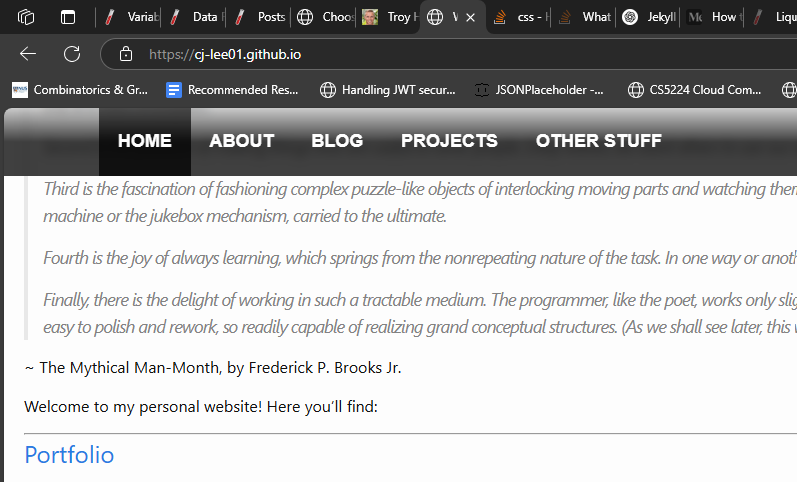 Variab
Data
Posts
Choos
Troy H
W
css -
What
Jekyll
How t
Liqu
https://cj-lee01.github.io
Combinatorics & Gr...
Recommended Res...
Handling JWT secur...
JSONPlaceholder -...
CS5224 Cloud Com...
HOME
ABOUT
BLOG
PROJECTS
OTHER STUFF
Third is the fascination of fashioning complex puzzle-like objects of interlocking moving parts and watching them
machine or the jukebox mechanism, carried to the ultimate.
Fourth is the joy of always learning, which springs from the nonrepeating nature of the task. In one way or anoth
Finally, there is the delight of working in such a tractable medium. The programmer, like the poet, works only slig
easy to polish and rework, so readily capable of realizing grand conceptual structures. (As we shall see later, this v
~ The Mythical Man-Month, by Frederick P. Brooks Jr.
Welcome to my personal website! Here you'll find:
Portfolio